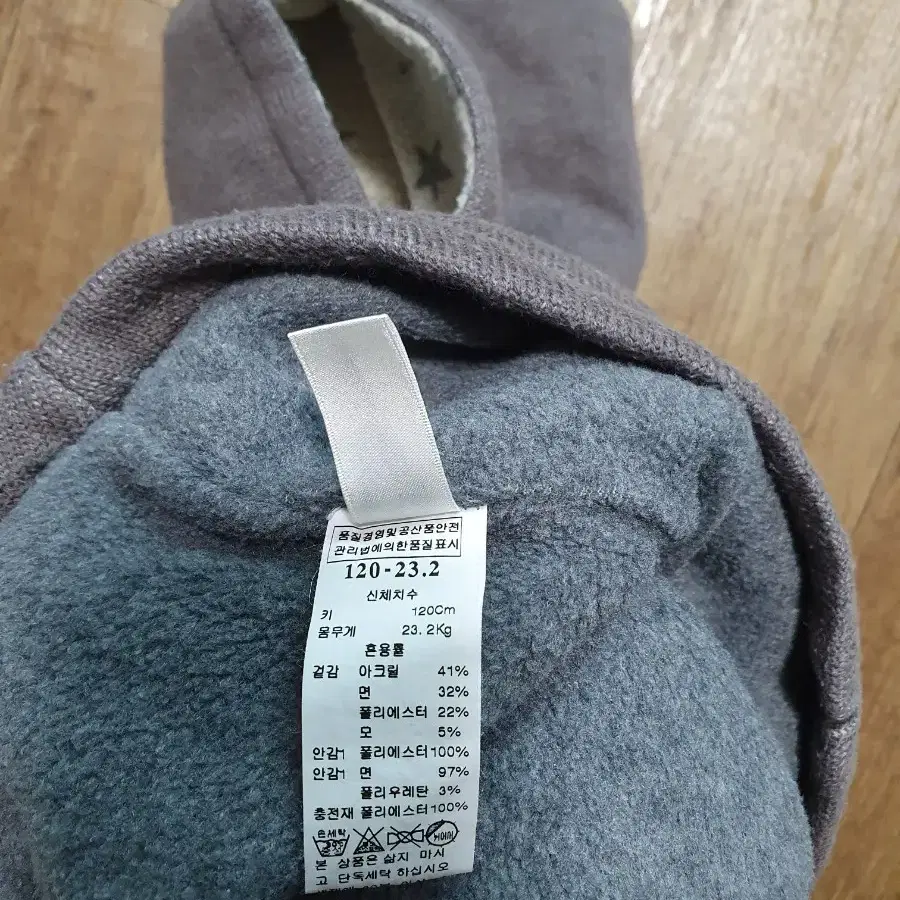 품질경영및공산품안전
관리법에의한품질표시
120-23.2
신체치수
키 120Cm
몸무게 23.2Kg
혼용률
겉감 아크릴 41%
면 32%
폴리에스터 22%
모 5%
안감1 폴리에스터100%
안감1 면 97%
폴리우레탄 3%
충전재 폴리에스터100%
손세탁
본 상품은 삶지 마시
고 단독세탁 하십시오